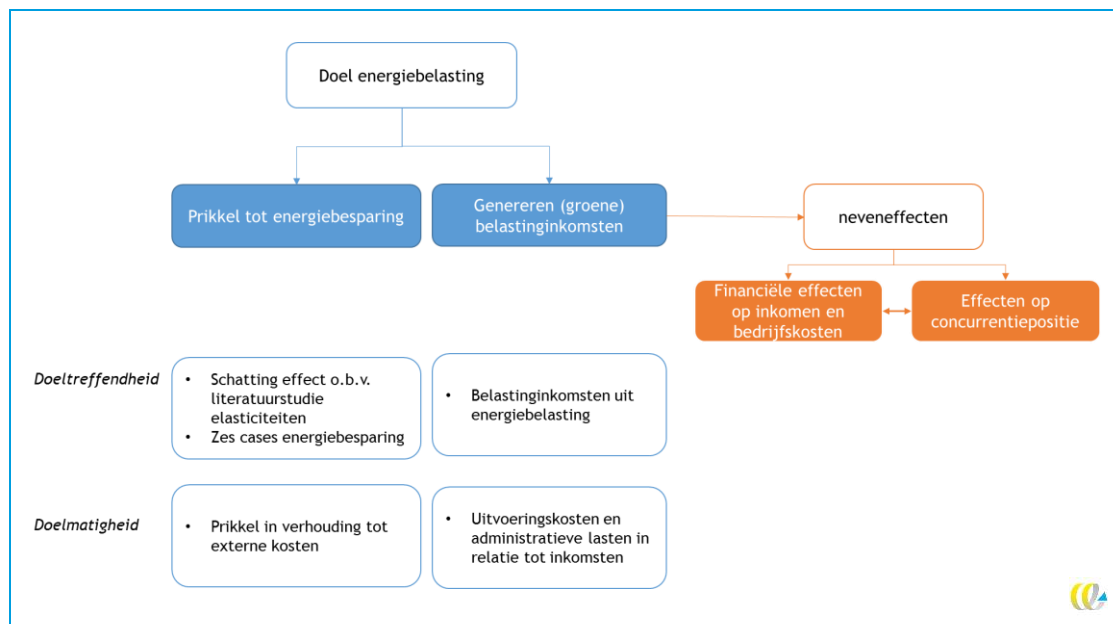 Doel energiebelasting
Prikkel tot energiebesparing
Genereren (groene)
belastinginkomsten
neveneffecten
Financiële effecten
op inkomen en
bedrijfskosten
Effecten op
concurrentiepositie
Doeltreffendheid
• Schatting effect o.b.v.
literatuurstudie
elasticiteiten
• Zes cases energiebesparing
• Belastinginkomsten uit
energiebelasting
Doelmatigheid
• Prikkel in verhouding tot
externe kosten
• Uitvoeringskosten en
administratieve lasten in
relatie tot inkomsten